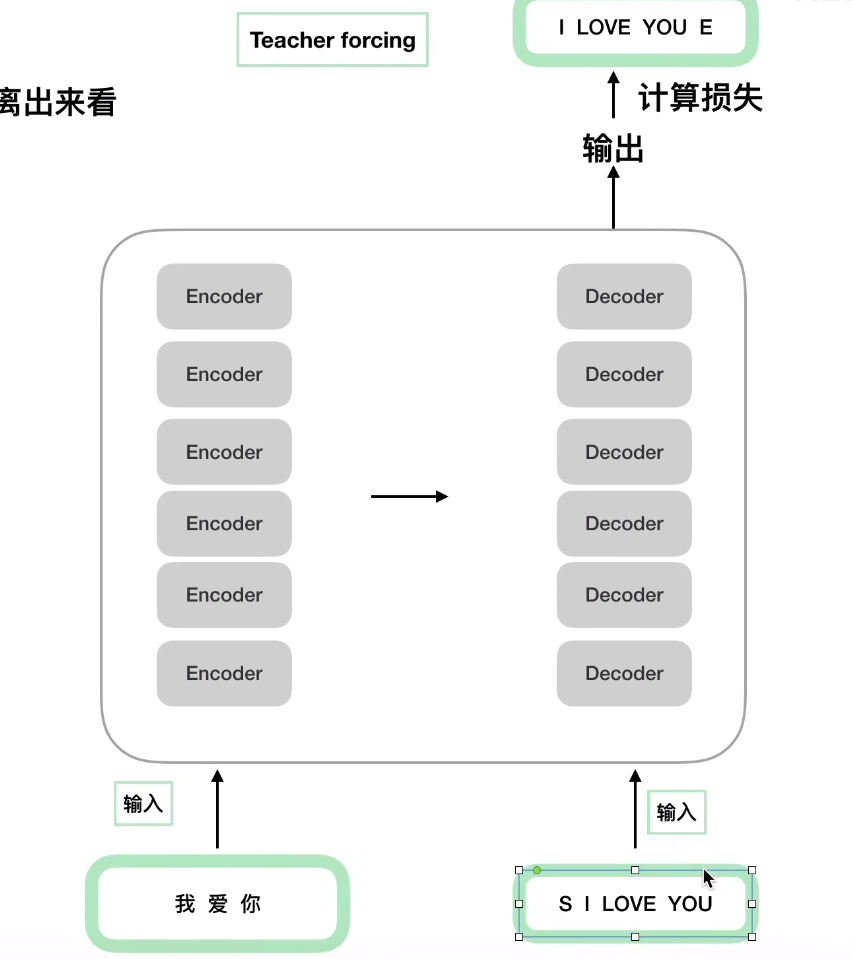 I LOVE YOU E
Teacher forcing
离出来看
计算损失
输出
Encoder
Decoder
Encoder
Decoder
Encoder
Decoder
Encoder
Decoder
Encoder
Decoder
Encoder
Decoder
输入
输入
我 爱 你
S I LOVE YOU